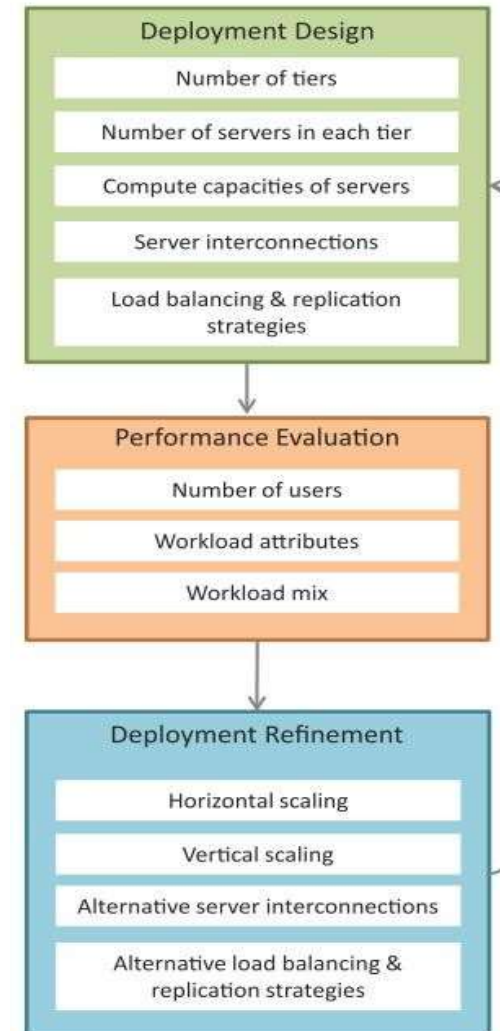 Deployment Design
Number of tiers
Number of servers in each tier
Compute capacities of servers
Server interconnections
Load balancing & replication
strategies
Performance Evaluation
Number of users
Workload attributes
Workload mix
Deployment Refinement
Horizontal scaling
Vertical scaling
Alternative server interconnections
Alternative load balancing &
replication strategies